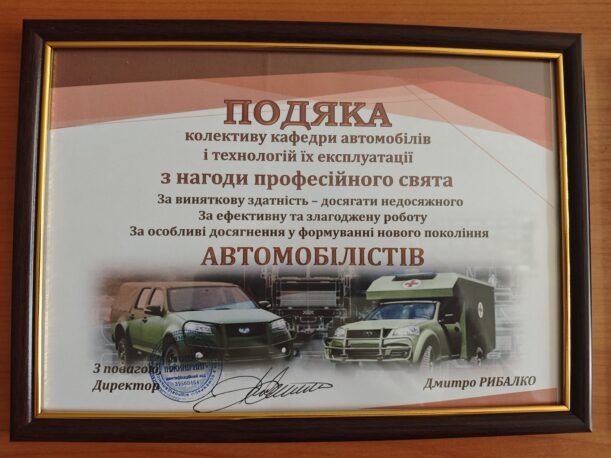 ПОДЯКА
колективу кафедри автомобілів
і технологій їх експлуатації
з нагоди професійного свята
За виняткову здатність – досягати недосяжного
За ефективну та злагоджену роботу
За особливі досягнення у формуванні нового покоління
АВТОМОБІЛІСТІВ
З повагою,
Директор
Дмитро РИБАЛКО